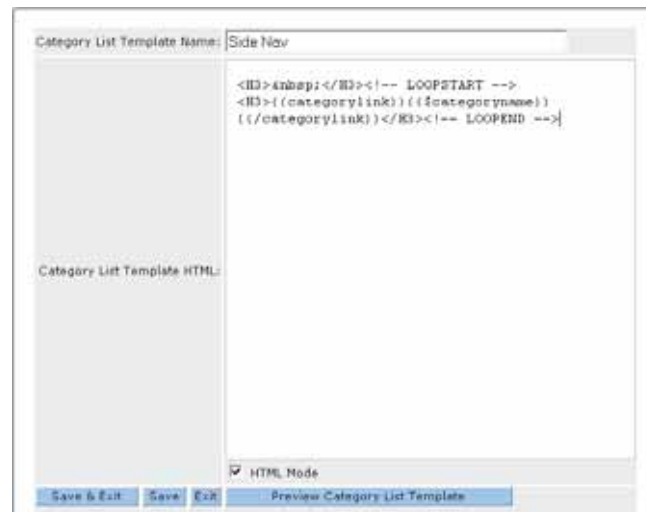 Category List Template Name: Side Nav
<H3>&nbsp;</H3><!-- LOOPSTART -->
<H3>((categorylink))(($categoryname))
((/categorylink))</H3><!-- LOOPEND -->
Category List Template HTML:
HTML Mode
Save & Exit Save Exit Preview Category List Template